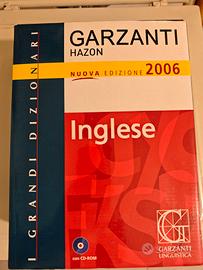 I GRANDI DIZIONARI
GARZANTI
HAZON
NUOVA EDIZIONE 2006
Inglese
con CD-ROM
GARZANTI
LINGUISTICA